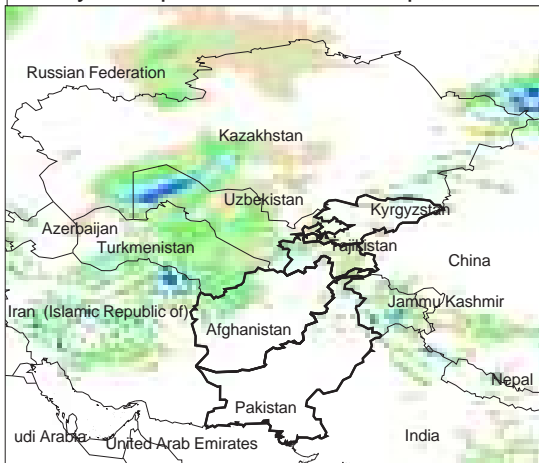 Russian Federation
Kazakhstan
Uzbekistan
Kyrgyzstan
Azerbaijan
Turkmenistan
Tajikistan
China
Iran (Islamic Republic of)
Jammu/Kashmir
Afghanistan
Nepal
Pakistan
udi Arabia
United Arab Emirates
India